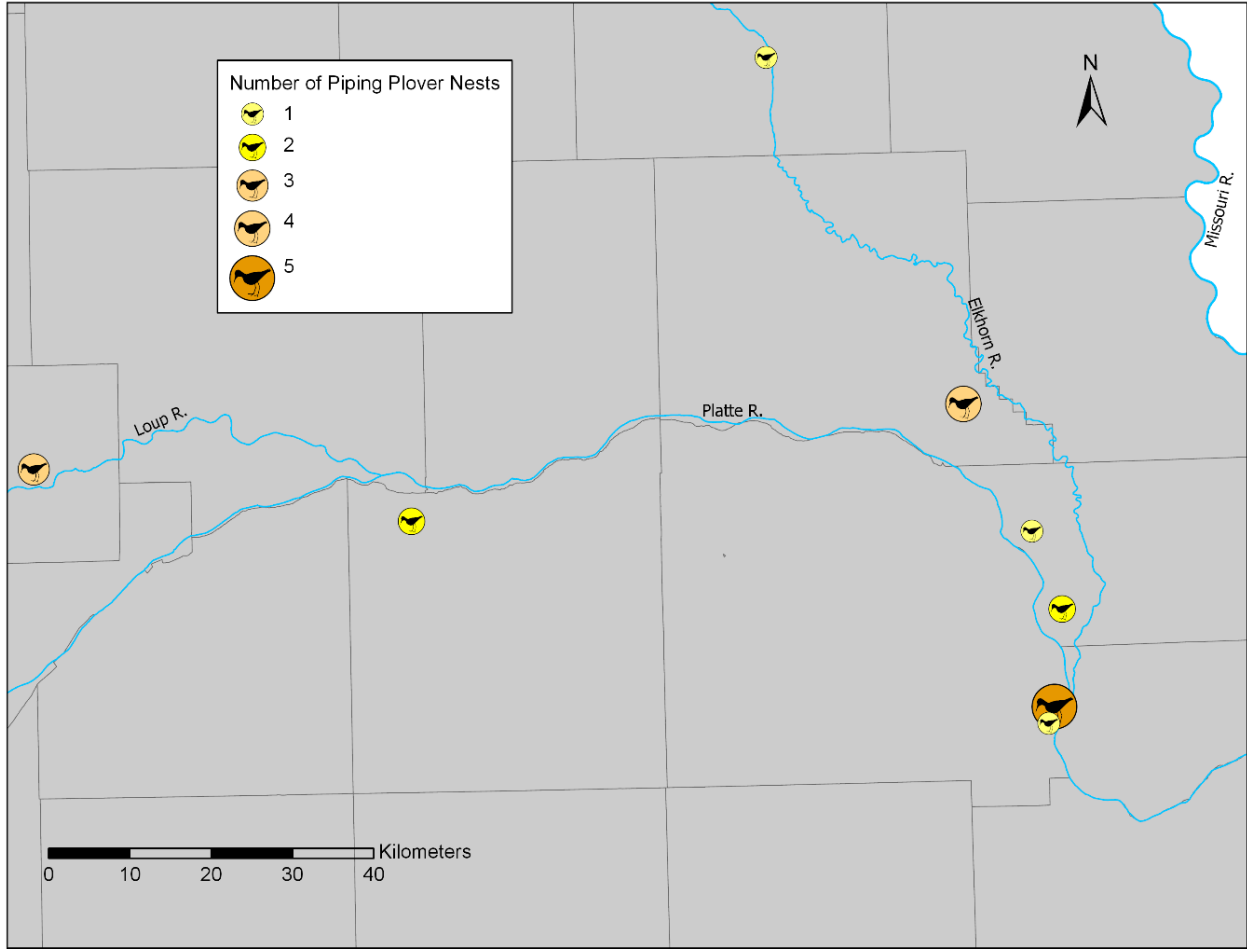 Number of Piping Plover Nests
1
2
3
4
5
N
Missouri R.
Elkhorn R.
Platte R.
Loup R.
Kilometers
0 10 20 30 40